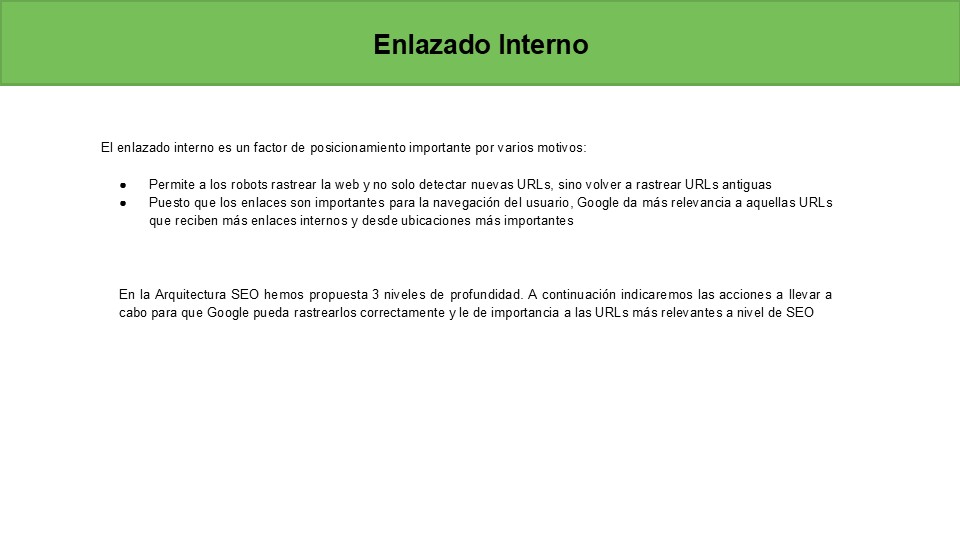 Enlazado Interno
El enlazado interno es un factor de posicionamiento importante por varios motivos:
● Permite a los robots rastrear la web y no solo detectar nuevas URLs, sino volver a rastrear URLs antiguas
● Puesto que los enlaces son importantes para la navegación del usuario, Google da más relevancia a aquellas URLs
que reciben más enlaces internos y desde ubicaciones más importantes
En la Arquitectura SEO hemos propuesta 3 niveles de profundidad. A continuación indicaremos las acciones a llevar a
cabo para que Google pueda rastrearlos correctamente y le de importancia a las URLs más relevantes a nivel de SEO